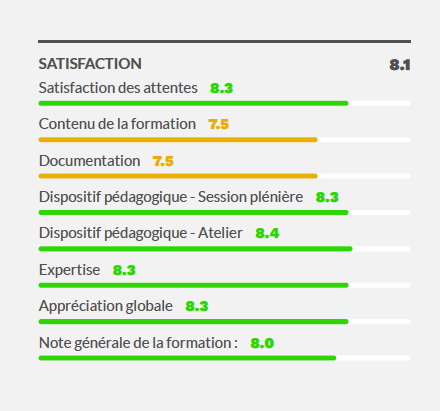 SATISFACTION 8.1
Satisfaction des attentes 8.3
Contenu de la formation 7.5
Documentation 7.5
Dispositif pédagogique - Session plénière 8.3
Dispositif pédagogique - Atelier 8.4
Expertise 8.3
Appréciation globale 8.3
Note générale de la formation : 8.0